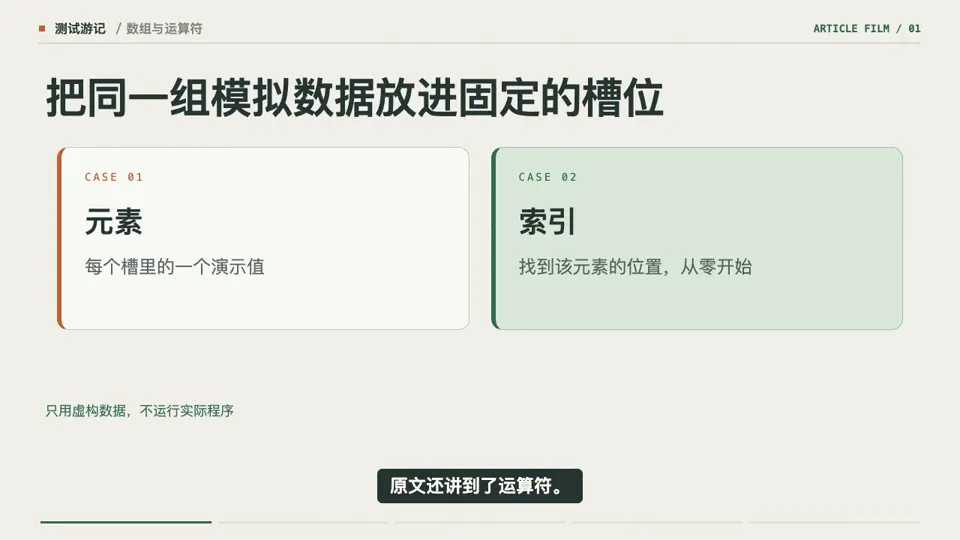 测试游记 / 数组与运算符
ARTICLE FILM / 01
把同一组模拟数据放进固定的槽位
CASE 01
元素
每个槽里的一个演示值
CASE 02
索引
找到该元素的位置，从零开始
只用虚构数据，不运行实际程序
原文还讲到了运算符。